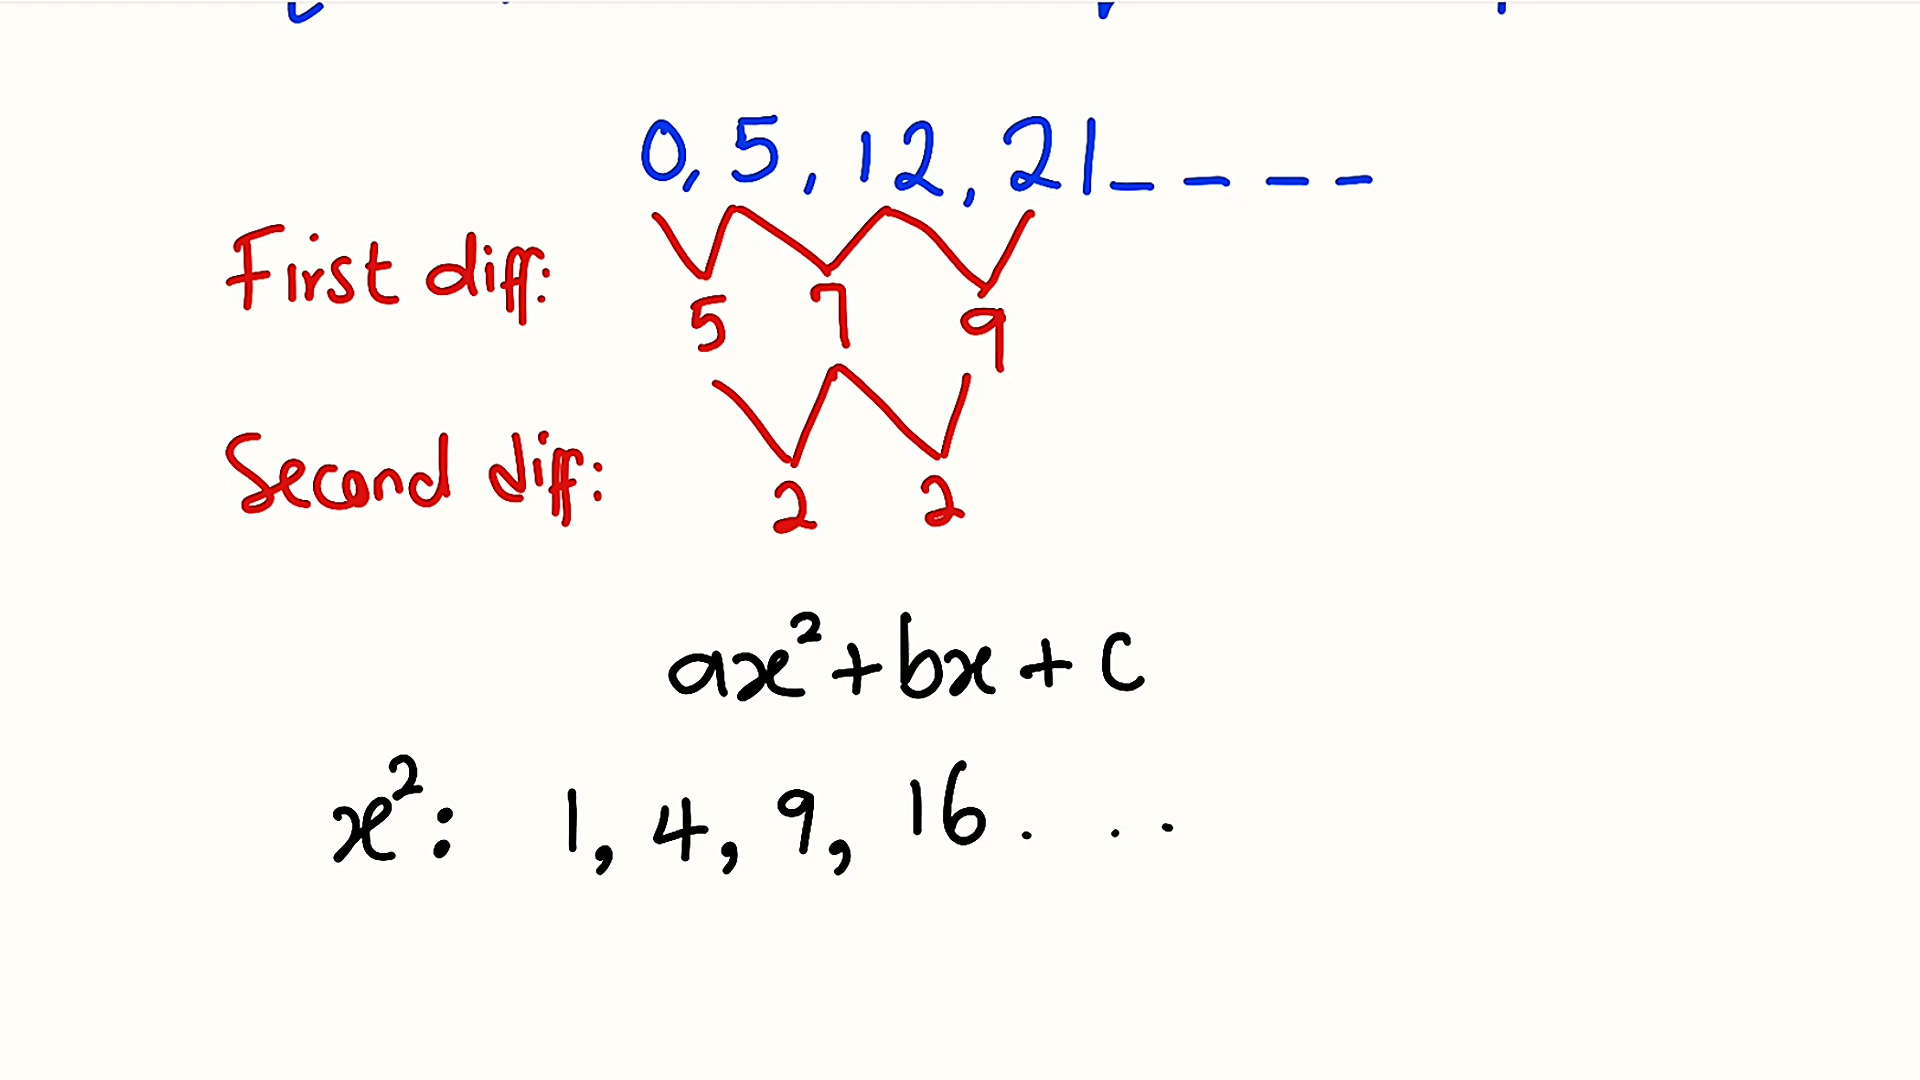 0, 5, 12, 21_ _ _ _
First diff:
5 7 9
Second diff:
2 2
ax²+bx+c
x²: 1, 4, 9, 16...